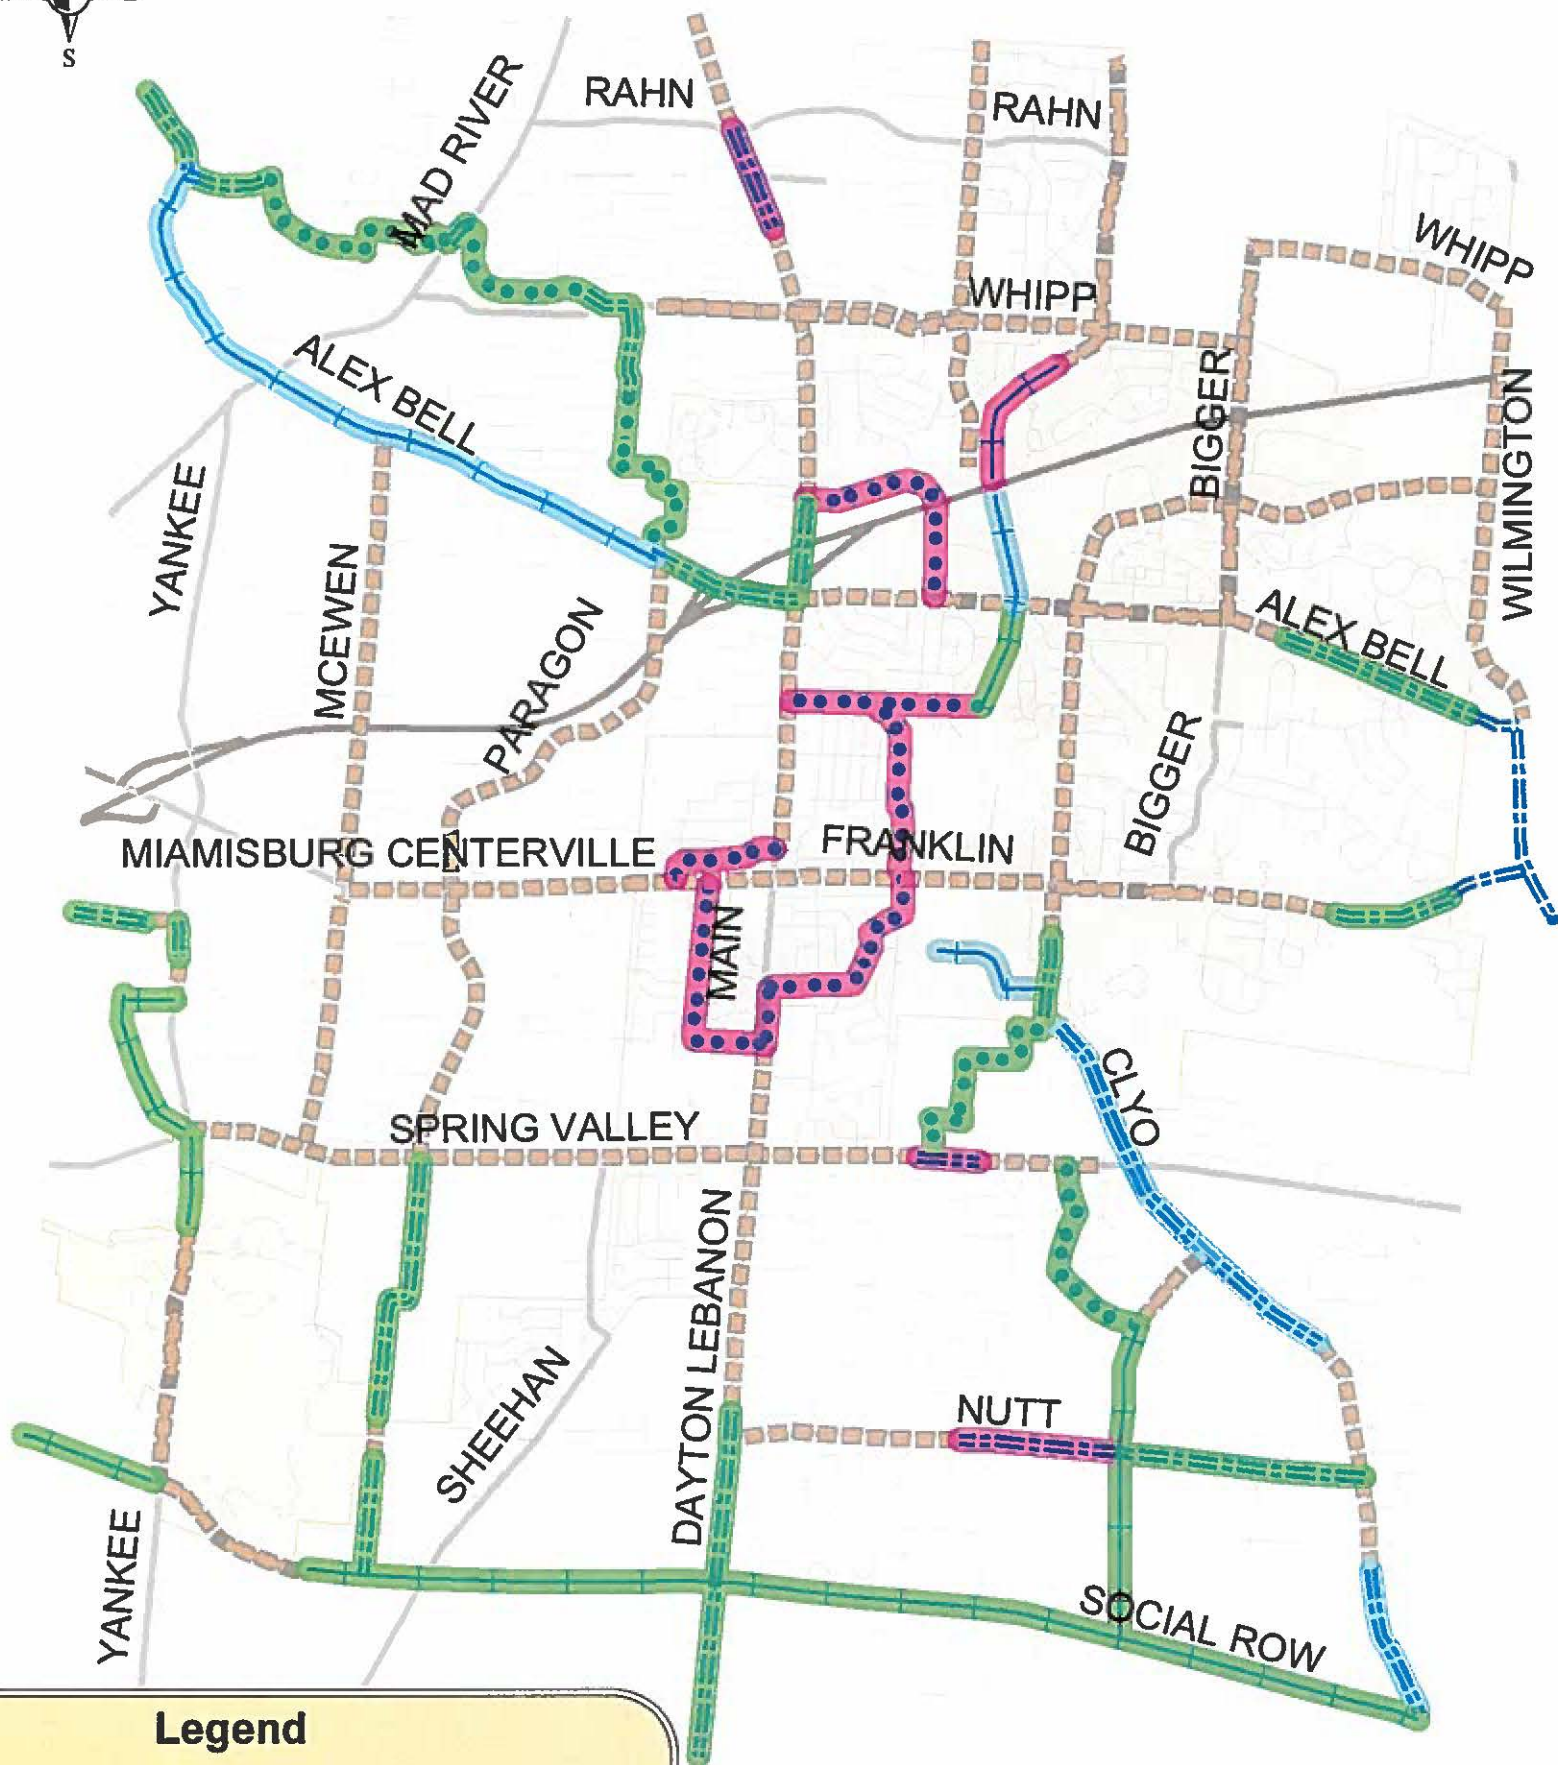 S
MAD RIVER
RAHN
RAHN
WHIPP
WHIPP
ALEX BELL
BIGGER
WILMINGTON
YANKEE
MCEWEN
PARAGON
ALEX BELL
BIGGER
MIAMISBURG CENTERVILLE
FRANKLIN
MAIN
CLYO
SPRING VALLEY
DAYTON LEBANON
SHEEHAN
NUTT
YANKEE
SOCIAL ROW
Legend